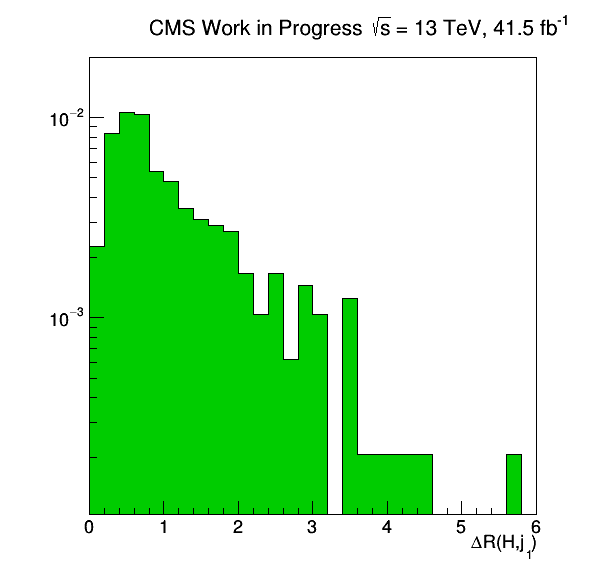 CMS Work in Progress √s = 13 TeV, 41.5 fb⁻¹
10⁻²
10⁻³
0 1 2 3 4 5 6
ΔR(H,j₁)